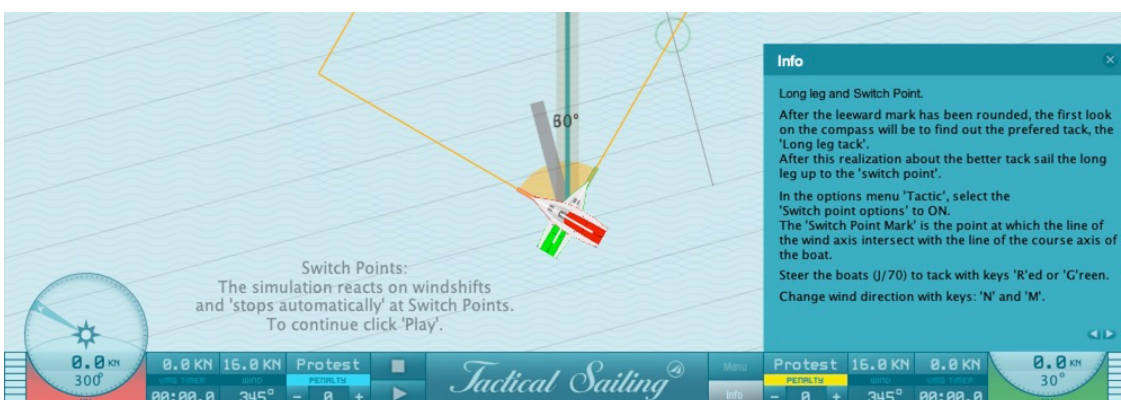 Info
Long leg and Switch Point.
After the leeward mark has been rounded, the first look
on the compass will be to find out the prefered tack, the
'Long leg tack'.
After this realization about the better tack sail the long
leg up to the 'switch point'.
In the options menu 'Tactic', select the
'Switch point options' to ON.
The 'Switch Point Mark' is the point at which the line of
the wind axis intersect with the line of the course axis of
the boat.
Steer the boats (J/70) to tack with keys 'R'ed or 'G'reen.
Change wind direction with keys: 'N' and 'M'.
Switch Points:
The simulation reacts on windshifts
and 'stops automatically' at Switch Points.
To continue click 'Play'.
0.0 KN
300°
0.0 KN 16.0 KN Protest
VMG TIMER WIND PENALTY
00:00.0 345° - 0 +
Tactical Sailing
Menu
Info
Protest 16.0 KN 0.0 KN
PENALTY WIND VMG TIMER
- 0 + 345° 00:00.0
0.0 KN
30°